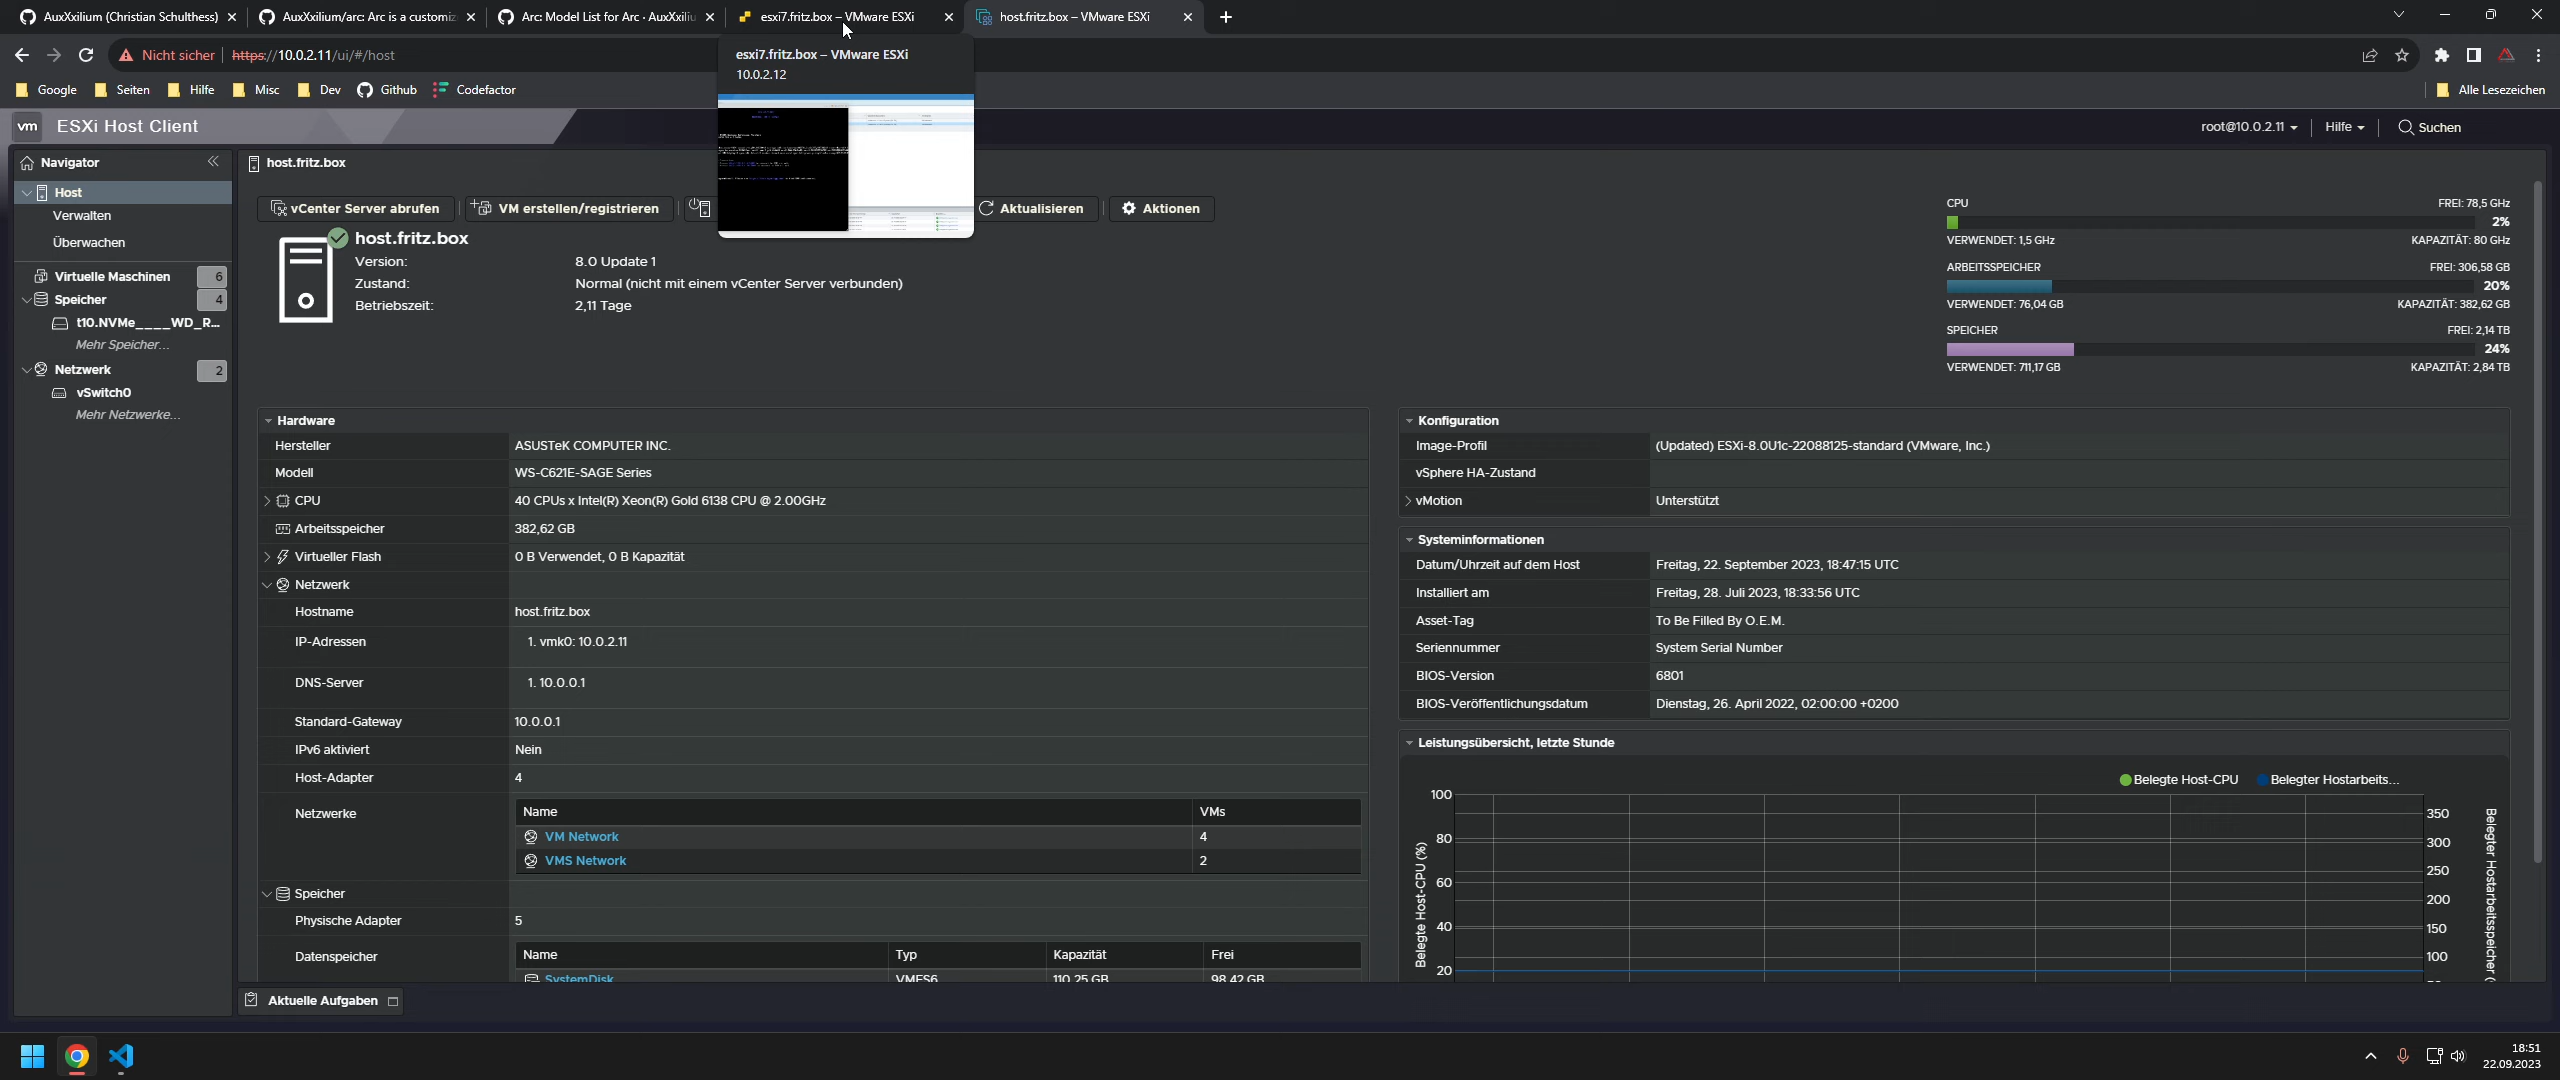 AuxXxilium (Christian Schulthess)
AuxXxilium/arc: Arc is a customiz
Arc: Model List for Arc · AuxXxiliu
esxi7.fritz.box – VMware ESXi
host.fritz.box – VMware ESXi
Nicht sicher
https://10.0.2.11/ui/#/host
esxi7.fritz.box – VMware ESXi
10.0.2.12
Google
Seiten
Hilfe
Misc
Dev
Github
Codefactor
Alle Lesezeichen
vm
ESXi Host Client
root@10.0.2.11
Hilfe
Suchen
Navigator
Host
Verwalten
Überwachen
Virtuelle Maschinen 6
Speicher 4
t10.NVMe____WD_R...
Mehr Speicher...
Netzwerk 2
vSwitch0
Mehr Netzwerke...
host.fritz.box
vCenter Server abrufen
VM erstellen/registrieren
Aktualisieren
Aktionen
host.fritz.box
Version: 8.0 Update 1
Zustand: Normal (nicht mit einem vCenter Server verbunden)
Betriebszeit: 2,11 Tage
CPU FREI: 78,5 GHz
2%
VERWENDET: 1,5 GHz KAPAZITÄT: 80 GHz
ARBEITSSPEICHER FREI: 306,58 GB
20%
VERWENDET: 76,04 GB KAPAZITÄT: 382,62 GB
SPEICHER FREI: 2,14 TB
24%
VERWENDET: 711,17 GB KAPAZITÄT: 2,84 TB
Hardware
Hersteller ASUSTeK COMPUTER INC.
Modell WS-C621E-SAGE Series
CPU 40 CPUs x Intel(R) Xeon(R) Gold 6138 CPU @ 2.00GHz
Arbeitsspeicher 382,62 GB
Virtueller Flash 0 B Verwendet, 0 B Kapazität
Netzwerk
Hostname host.fritz.box
IP-Adressen 1. vmk0: 10.0.2.11
DNS-Server 1. 10.0.0.1
Standard-Gateway 10.0.0.1
IPv6 aktiviert Nein
Host-Adapter 4
Netzwerke
Name VMs
VM Network 4
VMS Network 2
Speicher
Physische Adapter 5
Datenspeicher
Name Typ Kapazität Frei
SystemDisk VMFS6 110,25 GB 98,42 GB
Konfiguration
Image-Profil (Updated) ESXi-8.0U1c-22088125-standard (VMware, Inc.)
vSphere HA-Zustand
vMotion Unterstützt
Systeminformationen
Datum/Uhrzeit auf dem Host Freitag, 22. September 2023, 18:47:15 UTC
Installiert am Freitag, 28. Juli 2023, 18:33:56 UTC
Asset-Tag To Be Filled By O.E.M.
Seriennummer System Serial Number
BIOS-Version 6801
BIOS-Veröffentlichungsdatum Dienstag, 26. April 2022, 02:00:00 +0200
Leistungsübersicht, letzte Stunde
Belegte Host-CPU
Belegter Hostarbeits...
Belegte Host-CPU (%)
100
80
60
40
20
350
300
250
200
150
100
Belegter Hostarbeitsspeicher (
Aktuelle Aufgaben
18:51
22.09.2023